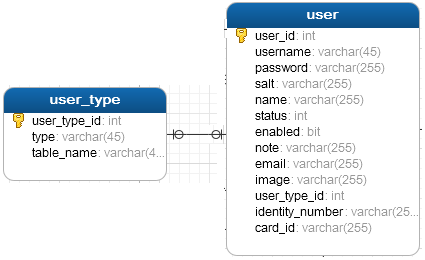 user
user_id: int
username: varchar(45)
password: varchar(255)
salt: varchar(255)
name: varchar(255)
status: int
enabled: bit
note: varchar(255)
email: varchar(255)
image: varchar(255)
user_type_id: int
identity_number: varchar(25...
card_id: varchar(255)
user_type
user_type_id: int
type: varchar(45)
table_name: varchar(4...